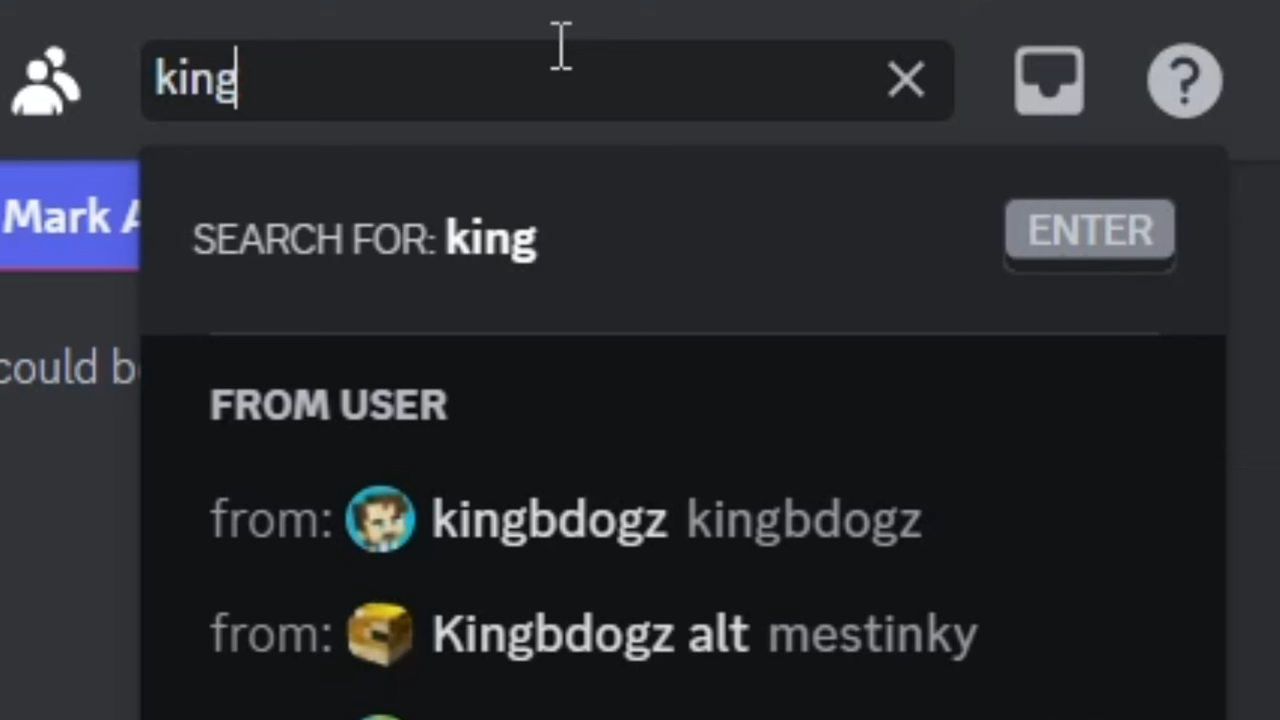 king
Mark A
SEARCH FOR: king
ENTER
could b
FROM USER
from: kingbdogz kingbdogz
from: Kingbdogz alt mestinky